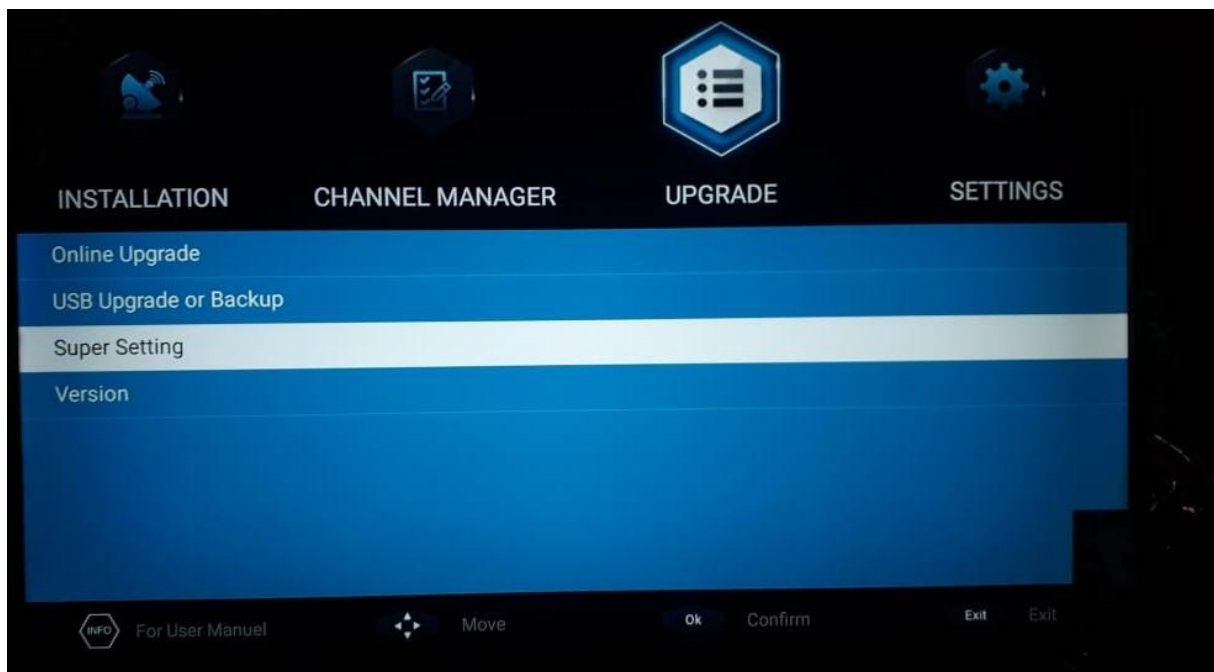 INSTALLATION CHANNEL MANAGER UPGRADE SETTINGS
Online Upgrade
USB Upgrade or Backup
Super Setting
Version
INFO For User Manuel Move Ok Confirm Exit Exit